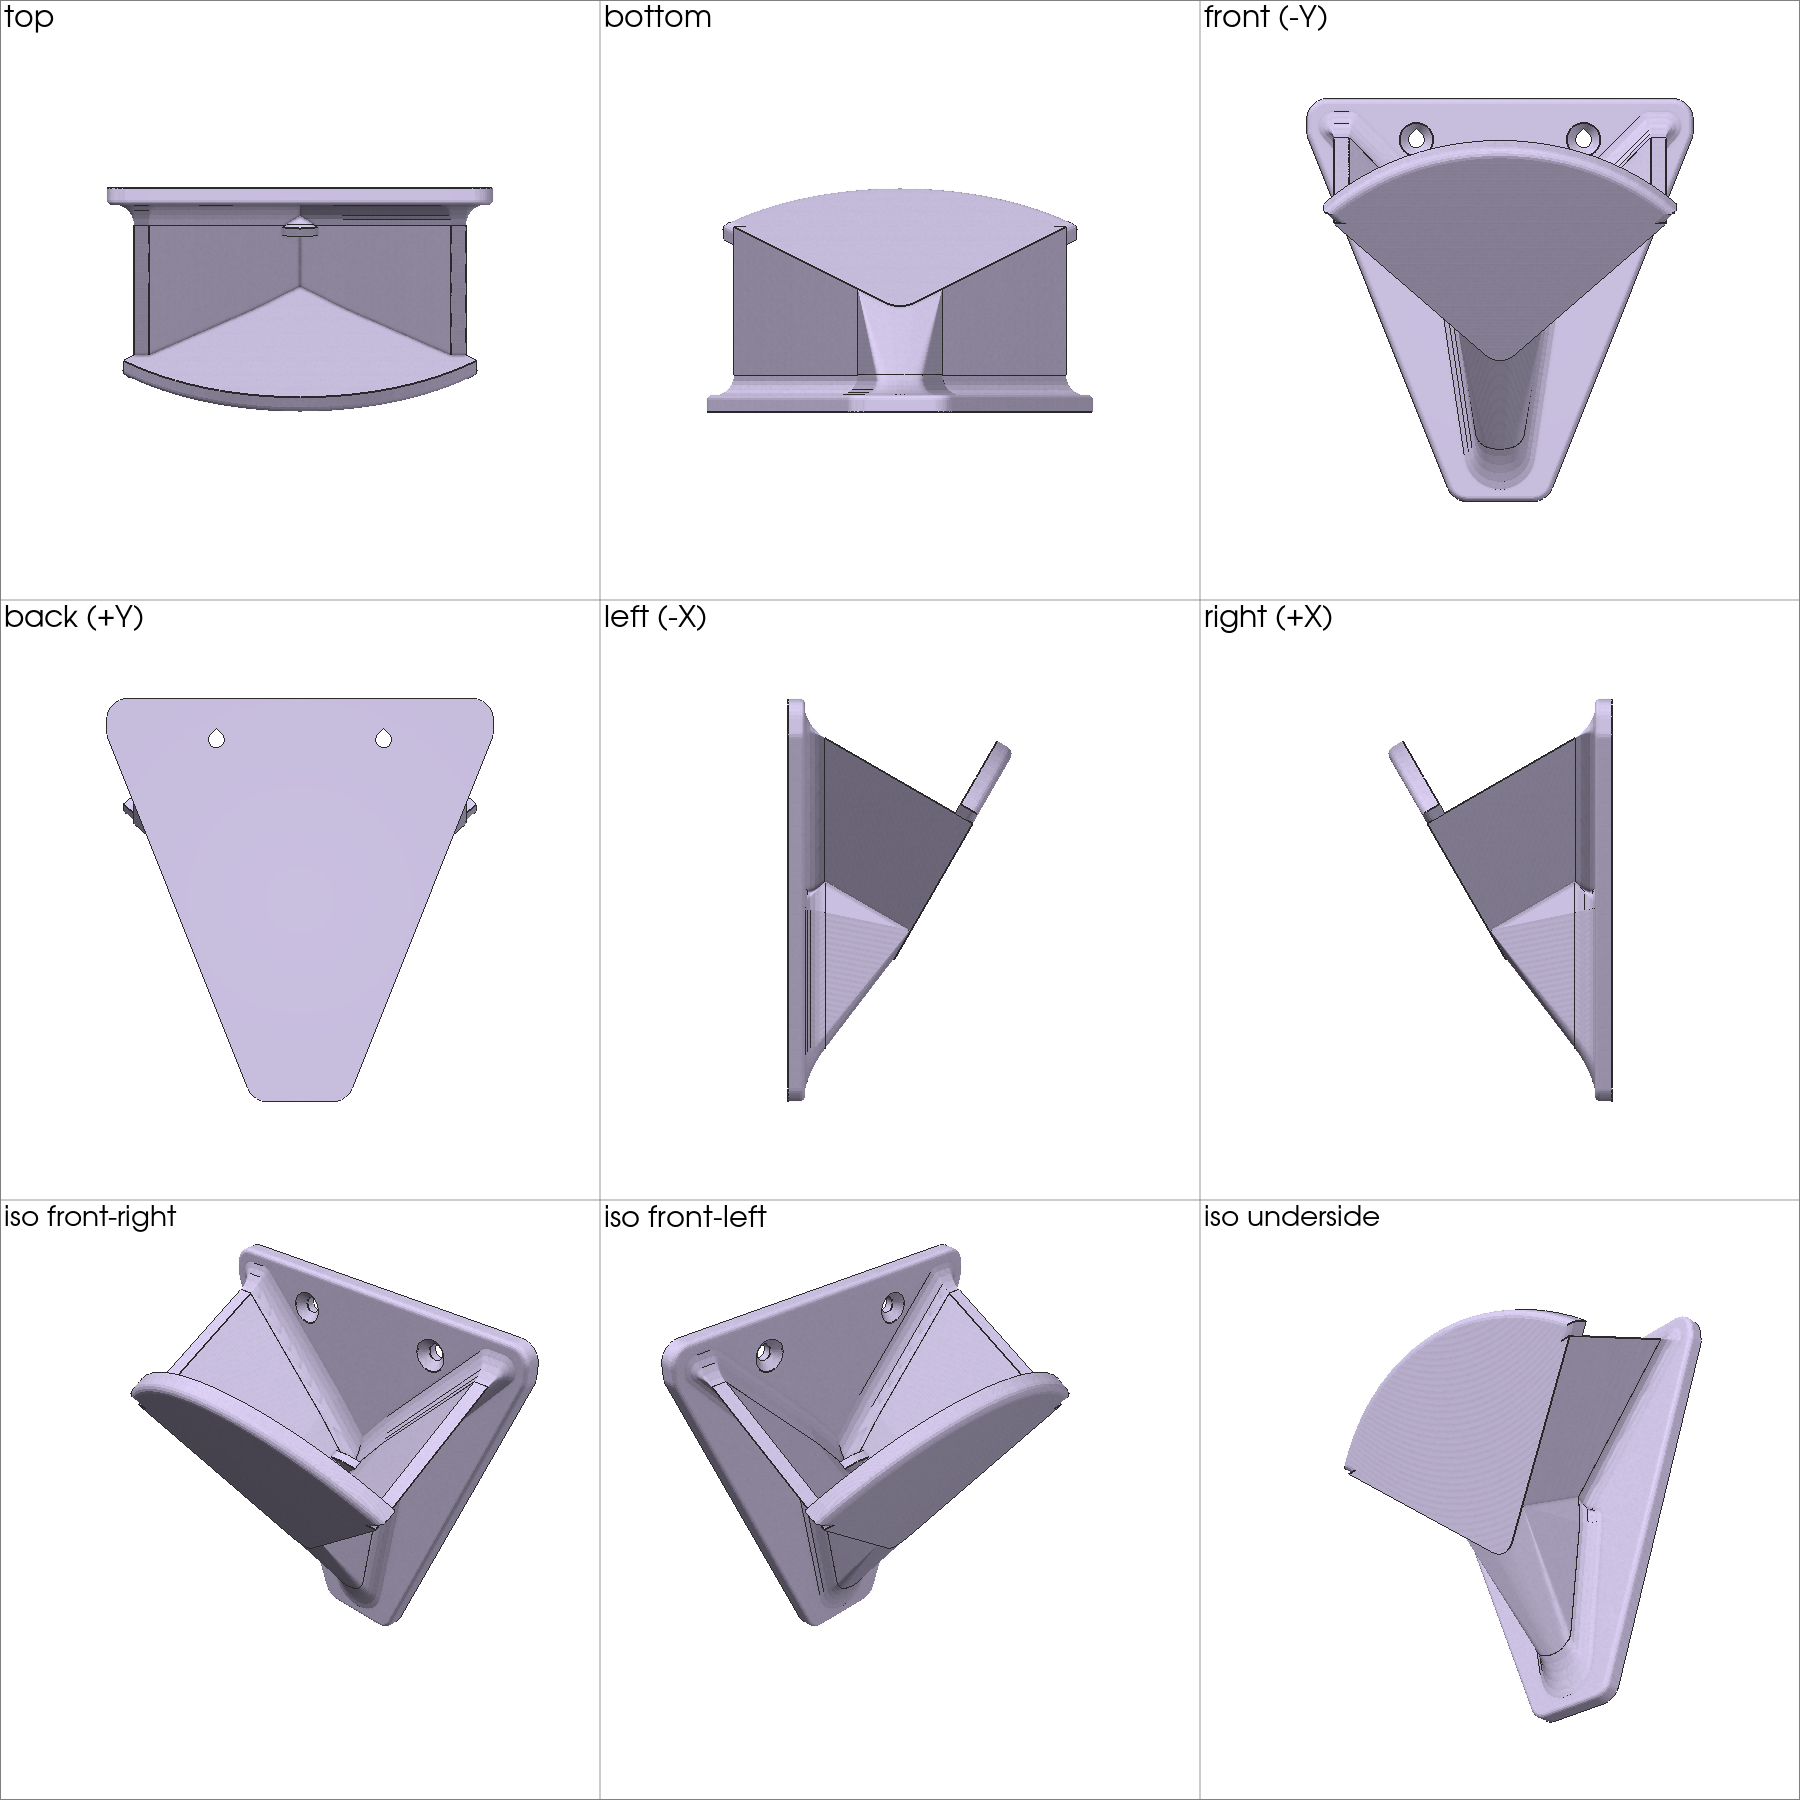 top
bottom
front (-Y)
back (+Y)
left (-X)
right (+X)
iso front-right
iso front-left
iso underside